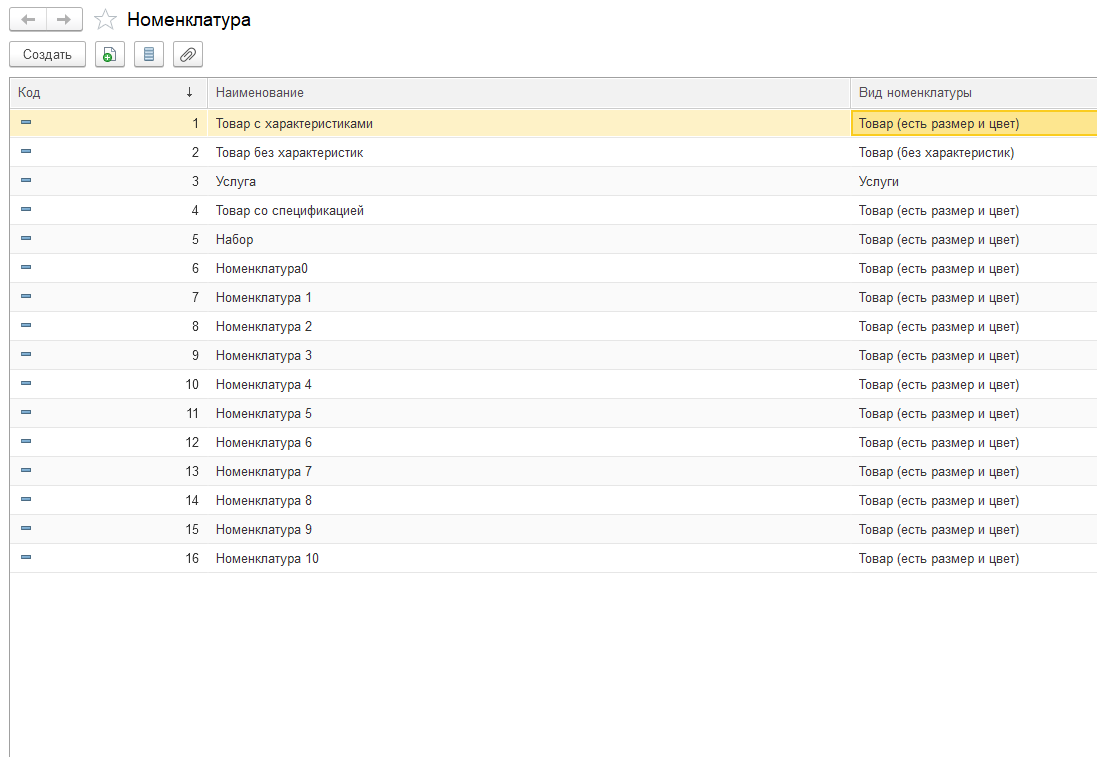 Номенклатура
Создать
Код ↓ Наименование Вид номенклатуры
1 Товар с характеристиками Товар (есть размер и цвет)
2 Товар без характеристик Товар (без характеристик)
3 Услуга Услуги
4 Товар со спецификацией Товар (есть размер и цвет)
5 Набор Товар (есть размер и цвет)
6 Номенклатура0 Товар (есть размер и цвет)
7 Номенклатура 1 Товар (есть размер и цвет)
8 Номенклатура 2 Товар (есть размер и цвет)
9 Номенклатура 3 Товар (есть размер и цвет)
10 Номенклатура 4 Товар (есть размер и цвет)
11 Номенклатура 5 Товар (есть размер и цвет)
12 Номенклатура 6 Товар (есть размер и цвет)
13 Номенклатура 7 Товар (есть размер и цвет)
14 Номенклатура 8 Товар (есть размер и цвет)
15 Номенклатура 9 Товар (есть размер и цвет)
16 Номенклатура 10 Товар (есть размер и цвет)